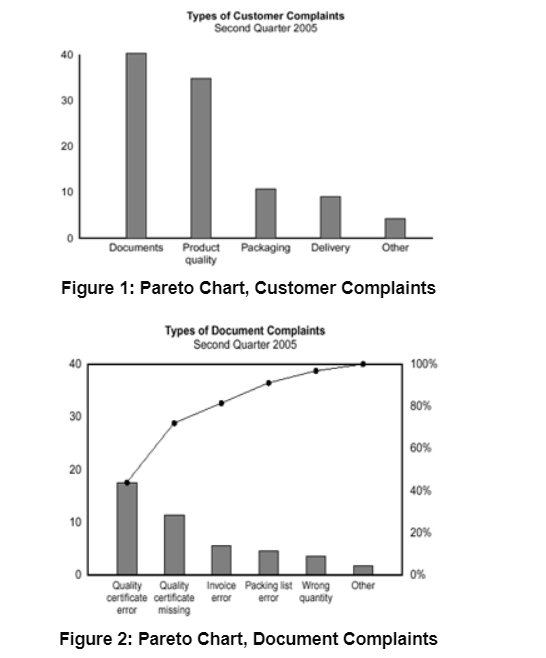 Types of Customer Complaints
Second Quarter 2005
40
30
20
10
0
Documents Product quality Packaging Delivery Other
Figure 1: Pareto Chart, Customer Complaints
Types of Document Complaints
Second Quarter 2005
40 100%
80%
30
60%
20
40%
10
20%
0 0%
Quality certificate error Quality certificate missing Invoice error Packing list error Wrong quantity Other
Figure 2: Pareto Chart, Document Complaints